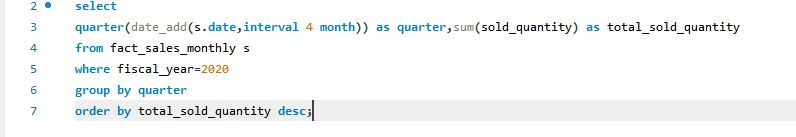 2 select
3 quarter(date_add(s.date,interval 4 month)) as quarter,sum(sold_quantity) as total_sold_quantity
4 from fact_sales_monthly s
5 where fiscal_year=2020
6 group by quarter
7 order by total_sold_quantity desc;